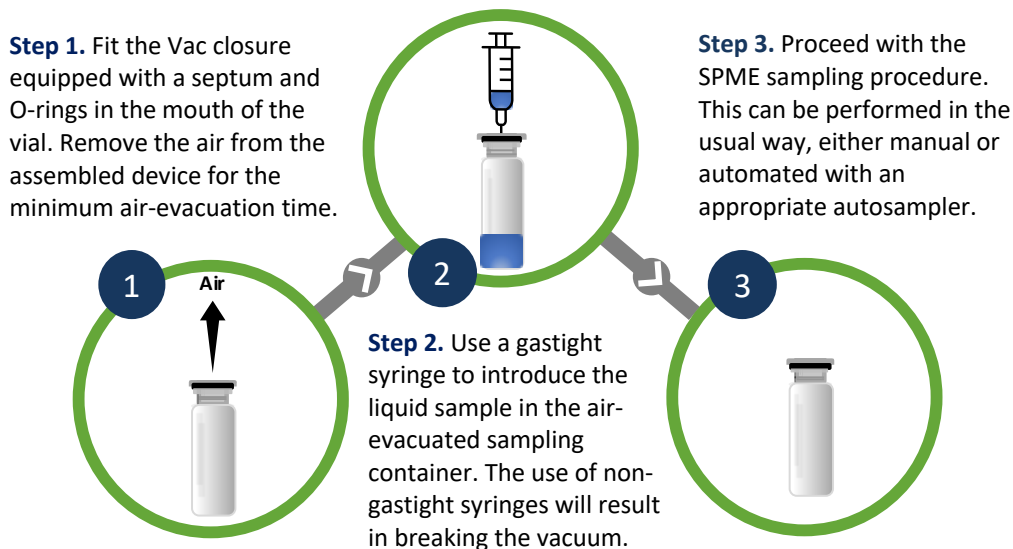 Step 1. Fit the Vac closure
equipped with a septum and
O-rings in the mouth of the
vial. Remove the air from the
assembled device for the
minimum air-evacuation time.
1
Air
2
Step 2. Use a gastight
syringe to introduce the
liquid sample in the air-
evacuated sampling
container. The use of non-
gastight syringes will result
in breaking the vacuum.
Step 3. Proceed with the
SPME sampling procedure.
This can be performed in the
usual way, either manual or
automated with an
appropriate autosampler.
3